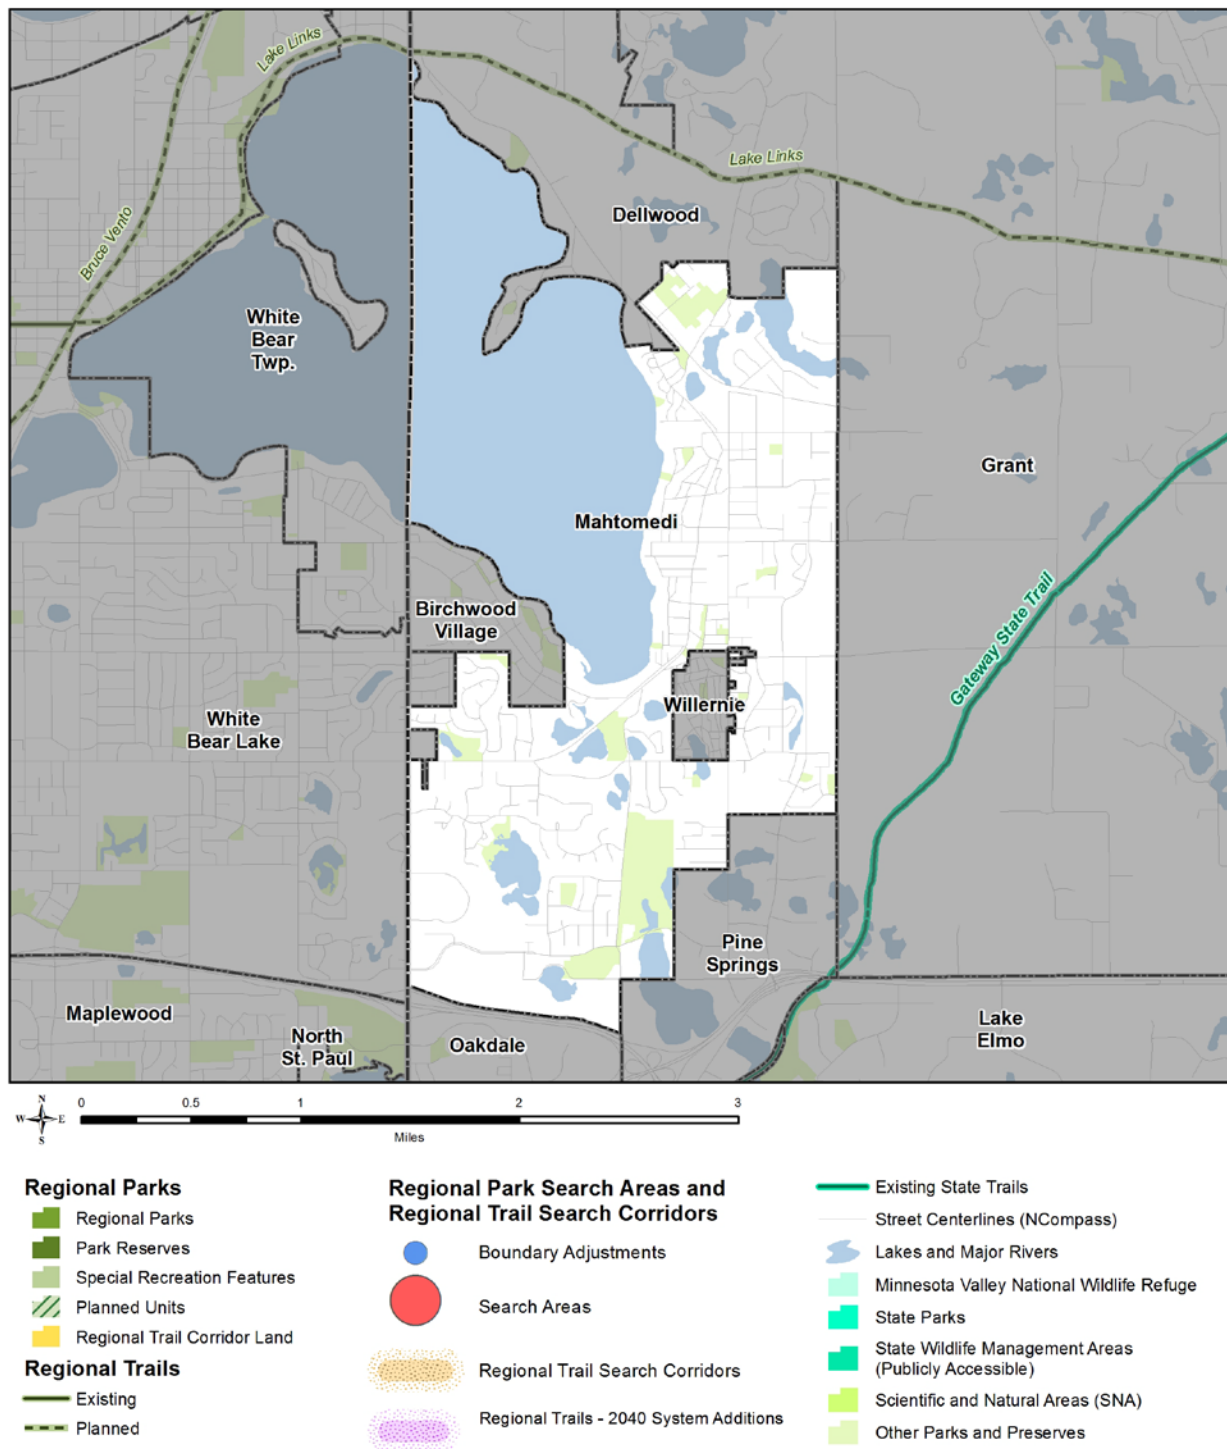 Lake Links
Lake Links
Bruce Vento
Dellwood
White
Bear
Twp.
Grant
Mahtomedi
Gateway State Trail
Birchwood
Village
Willernie
White
Bear Lake
Pine
Springs
Maplewood
North
St. Paul
Oakdale
Lake
Elmo
N
W E
S
0 0.5 1 2 3
Miles
Regional Parks
Regional Parks
Park Reserves
Special Recreation Features
Planned Units
Regional Trail Corridor Land
Regional Trails
Existing
Planned
Regional Park Search Areas and
Regional Trail Search Corridors
Boundary Adjustments
Search Areas
Regional Trail Search Corridors
Regional Trails - 2040 System Additions
Existing State Trails
Street Centerlines (NCompass)
Lakes and Major Rivers
Minnesota Valley National Wildlife Refuge
State Parks
State Wildlife Management Areas
(Publicly Accessible)
Scientific and Natural Areas (SNA)
Other Parks and Preserves